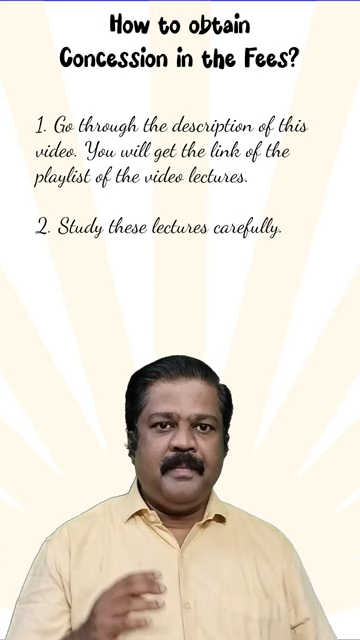 How to obtain
Concession in the Fees?
1. Go through the description of this
video. You will get the link of the
playlist of the video lectures.
2. Study these lectures carefully.